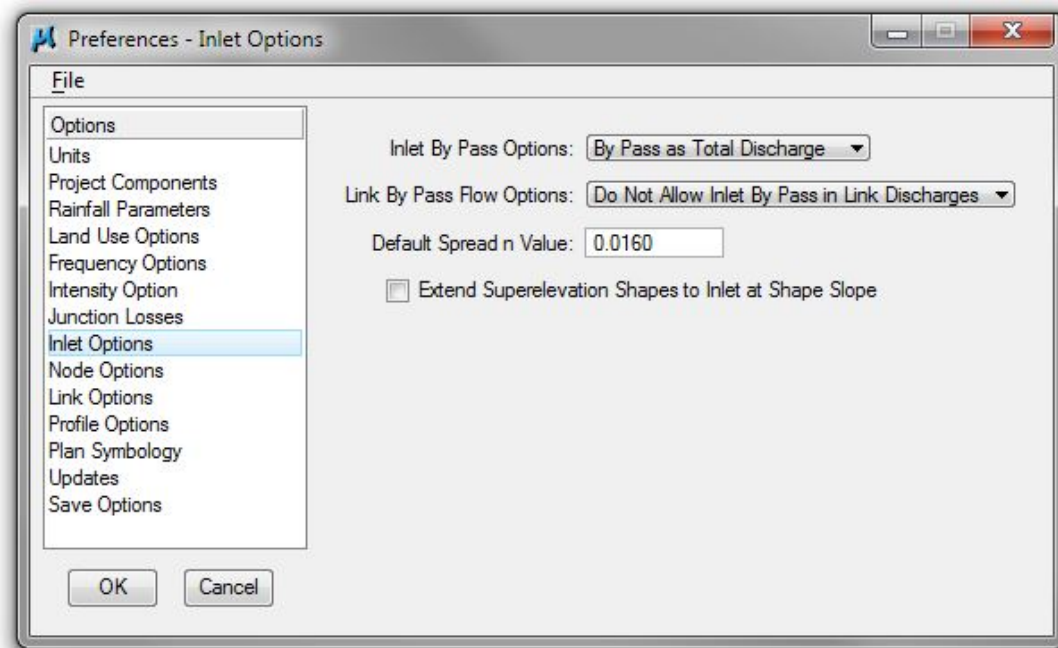 Preferences - Inlet Options
File
Options
Units
Project Components
Rainfall Parameters
Land Use Options
Frequency Options
Intensity Option
Junction Losses
Inlet Options
Node Options
Link Options
Profile Options
Plan Symbology
Updates
Save Options
Inlet By Pass Options: By Pass as Total Discharge
Link By Pass Flow Options: Do Not Allow Inlet By Pass in Link Discharges
Default Spread n Value: 0.0160
Extend Superelevation Shapes to Inlet at Shape Slope
OK Cancel